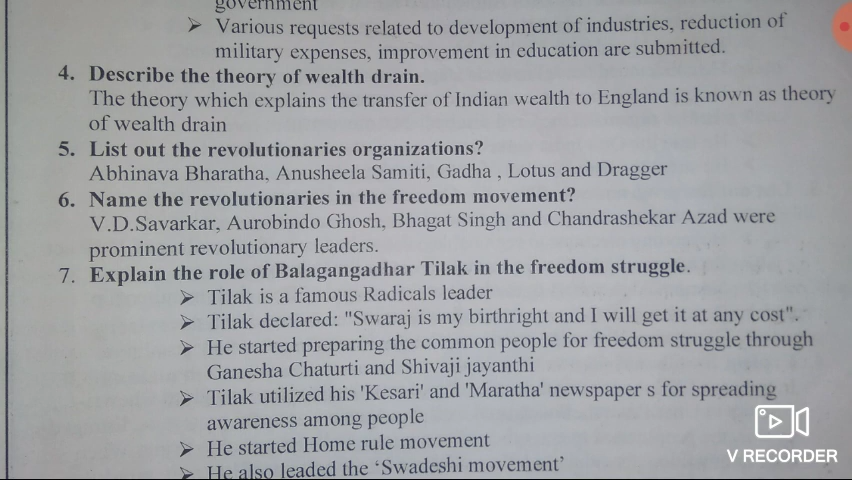 government
➤ Various requests related to development of industries, reduction of
military expenses, improvement in education are submitted.
4. Describe the theory of wealth drain.
The theory which explains the transfer of Indian wealth to England is known as theory
of wealth drain
5. List out the revolutionaries organizations?
Abhinava Bharatha, Anusheela Samiti, Gadha , Lotus and Dragger
6. Name the revolutionaries in the freedom movement?
V.D.Savarkar, Aurobindo Ghosh, Bhagat Singh and Chandrashekar Azad were
prominent revolutionary leaders.
7. Explain the role of Balagangadhar Tilak in the freedom struggle.
➤ Tilak is a famous Radicals leader
➤ Tilak declared: "Swaraj is my birthright and I will get it at any cost".
➤ He started preparing the common people for freedom struggle through
Ganesha Chaturti and Shivaji jayanthi
➤ Tilak utilized his 'Kesari' and 'Maratha' newspaper s for spreading
awareness among people
➤ He started Home rule movement
➤ He also leaded the ‘Swadeshi movement’
V RECORDER